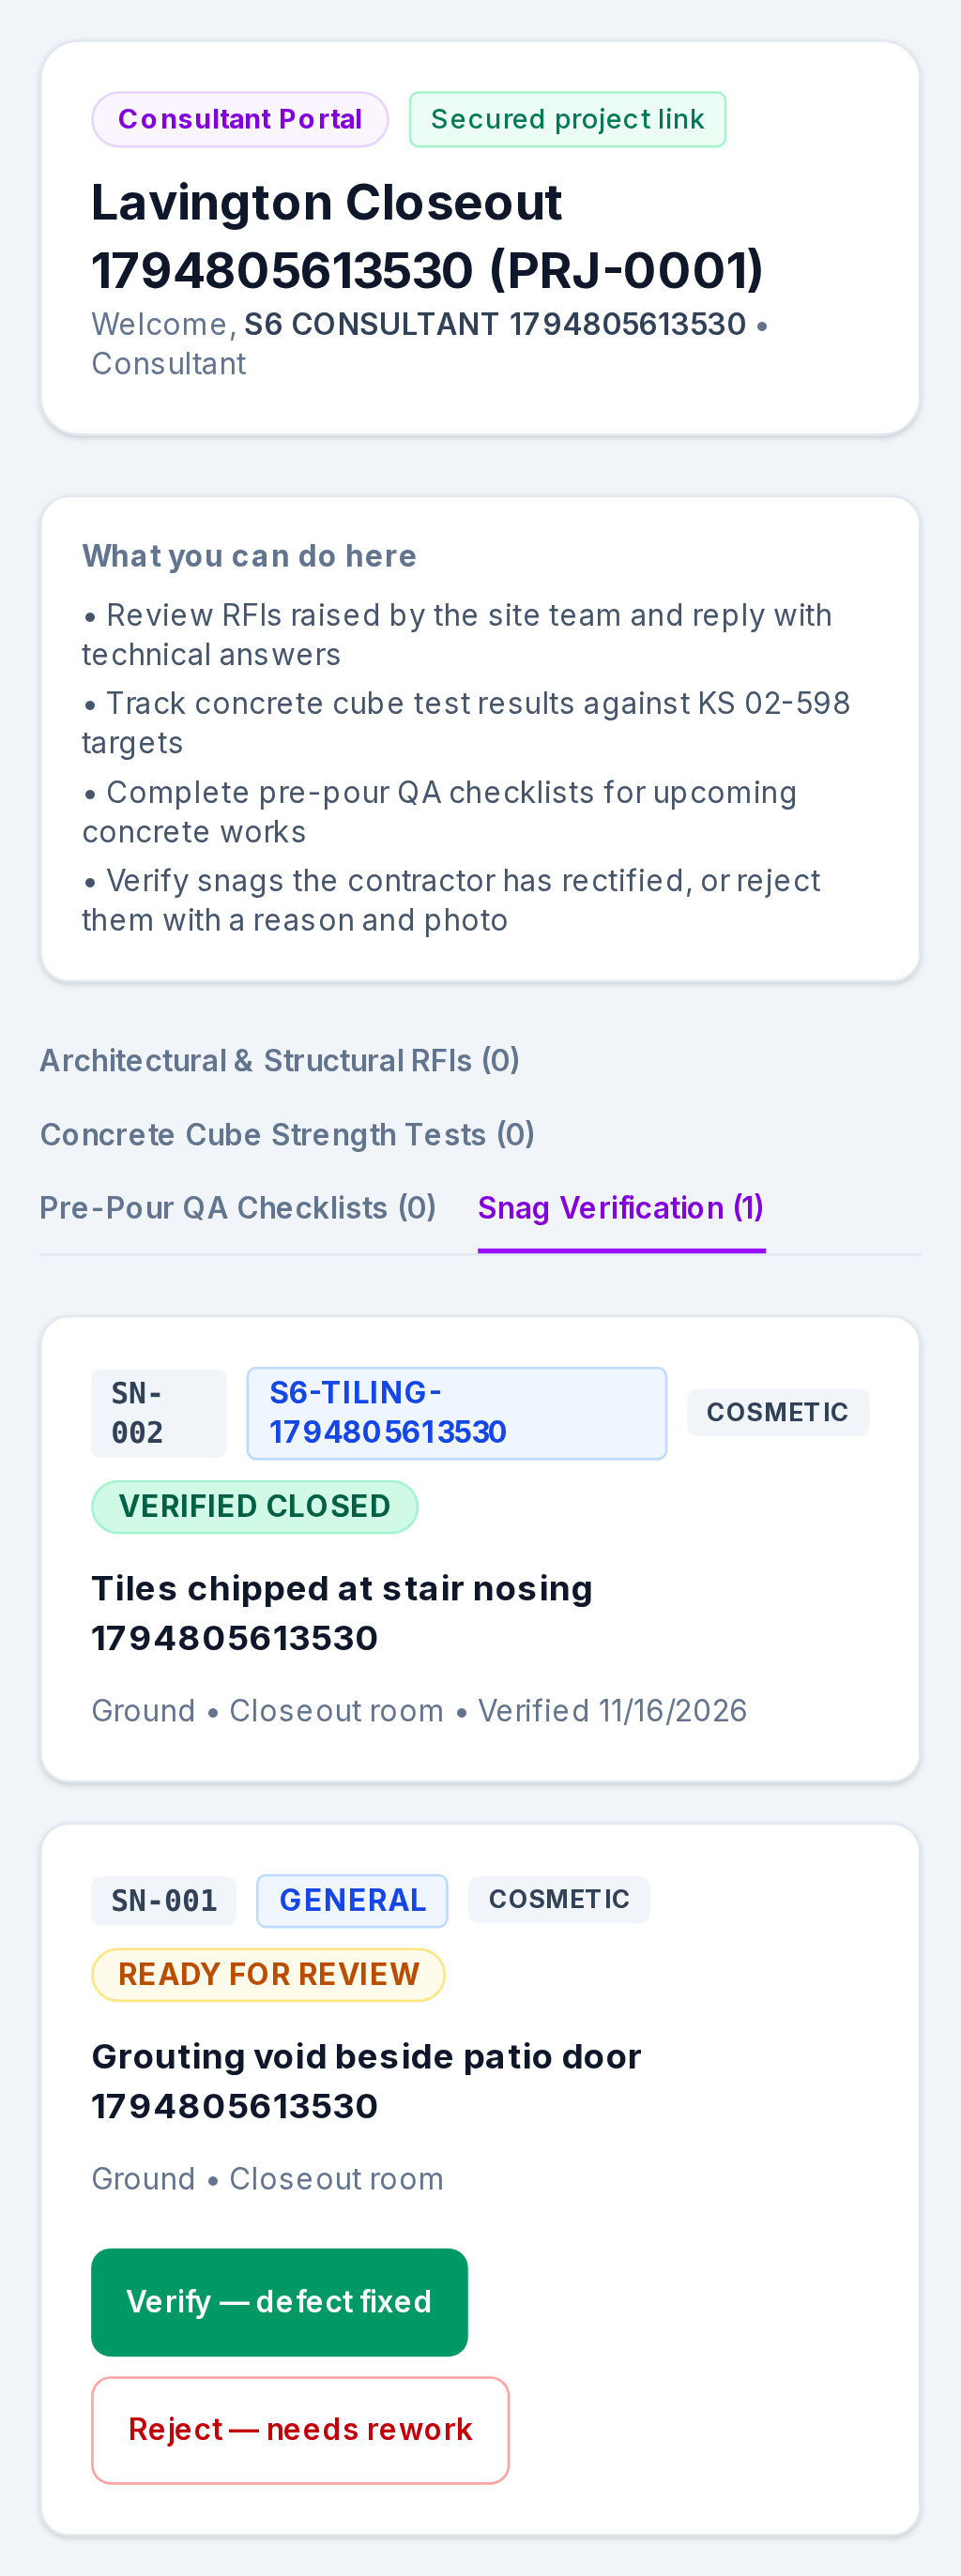 Consultant Portal
Secured project link
Lavington Closeout
1794805613530 (PRJ-0001)
Welcome, S6 CONSULTANT 1794805613530 •
Consultant
What you can do here
• Review RFIs raised by the site team and reply with
technical answers
• Track concrete cube test results against KS 02-598
targets
• Complete pre-pour QA checklists for upcoming
concrete works
• Verify snags the contractor has rectified, or reject
them with a reason and photo
Architectural & Structural RFIs (0)
Concrete Cube Strength Tests (0)
Pre-Pour QA Checklists (0)
Snag Verification (1)
SN-
002
S6-TILING-
1794805613530
COSMETIC
VERIFIED CLOSED
Tiles chipped at stair nosing
1794805613530
Ground • Closeout room • Verified 11/16/2026
SN-001
GENERAL
COSMETIC
READY FOR REVIEW
Grouting void beside patio door
1794805613530
Ground • Closeout room
Verify — defect fixed
Reject — needs rework